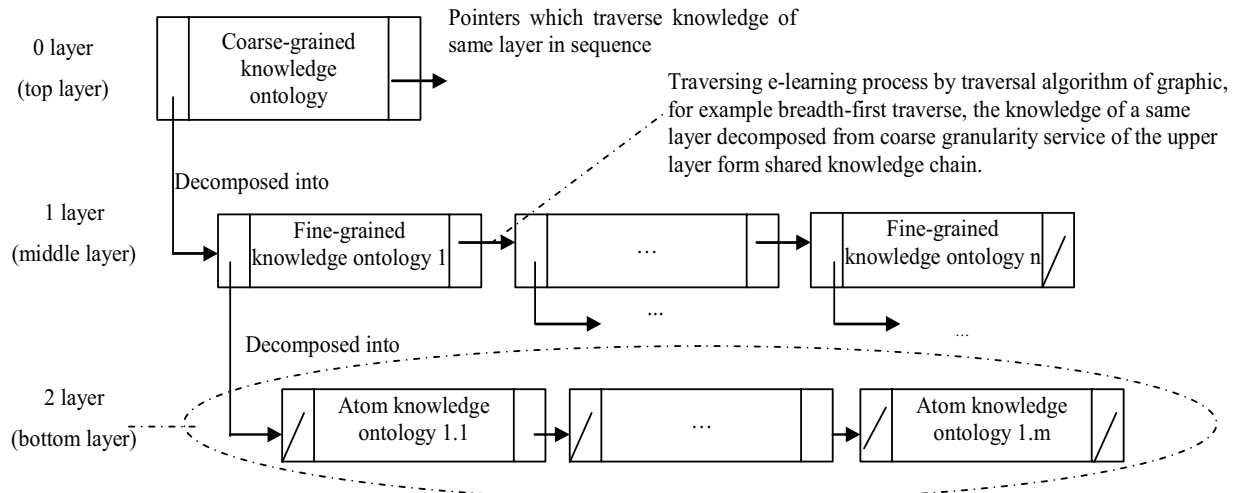 0 layer
(top layer)
Coarse-grained
knowledge
ontology
Pointers which traverse knowledge of
same layer in sequence
Traversing e-learning process by traversal algorithm of graphic,
for example breadth-first traverse, the knowledge of a same
layer decomposed from coarse granularity service of the upper
layer form shared knowledge chain.
Decomposed into
1 layer
(middle layer)
Fine-grained
knowledge ontology 1
...
Fine-grained
knowledge ontology n
...
...
Decomposed into
2 layer
(bottom layer)
Atom knowledge
ontology 1.1
...
Atom knowledge
ontology 1.m